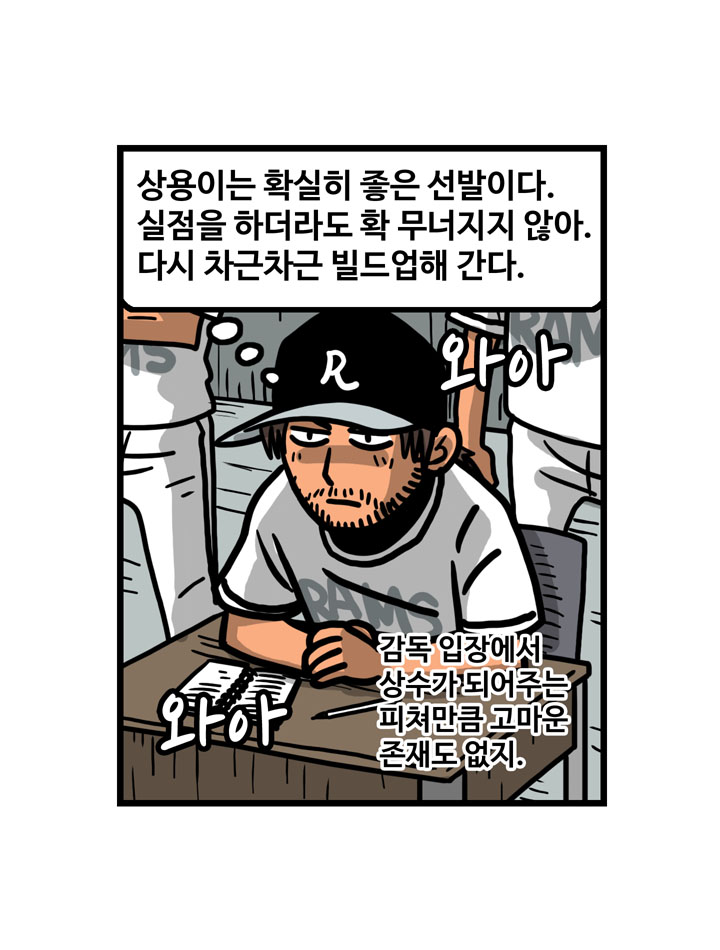 상용이는 확실히 좋은 선발이다.
실점을 하더라도 확 무너지지 않아.
다시 차근차근 빌드업해 간다.
AMS
R
RAM
와아
RAMS
감독 입장에서
상수가 되어주는
피쳐만큼 고마운
존재도 없지.
와아